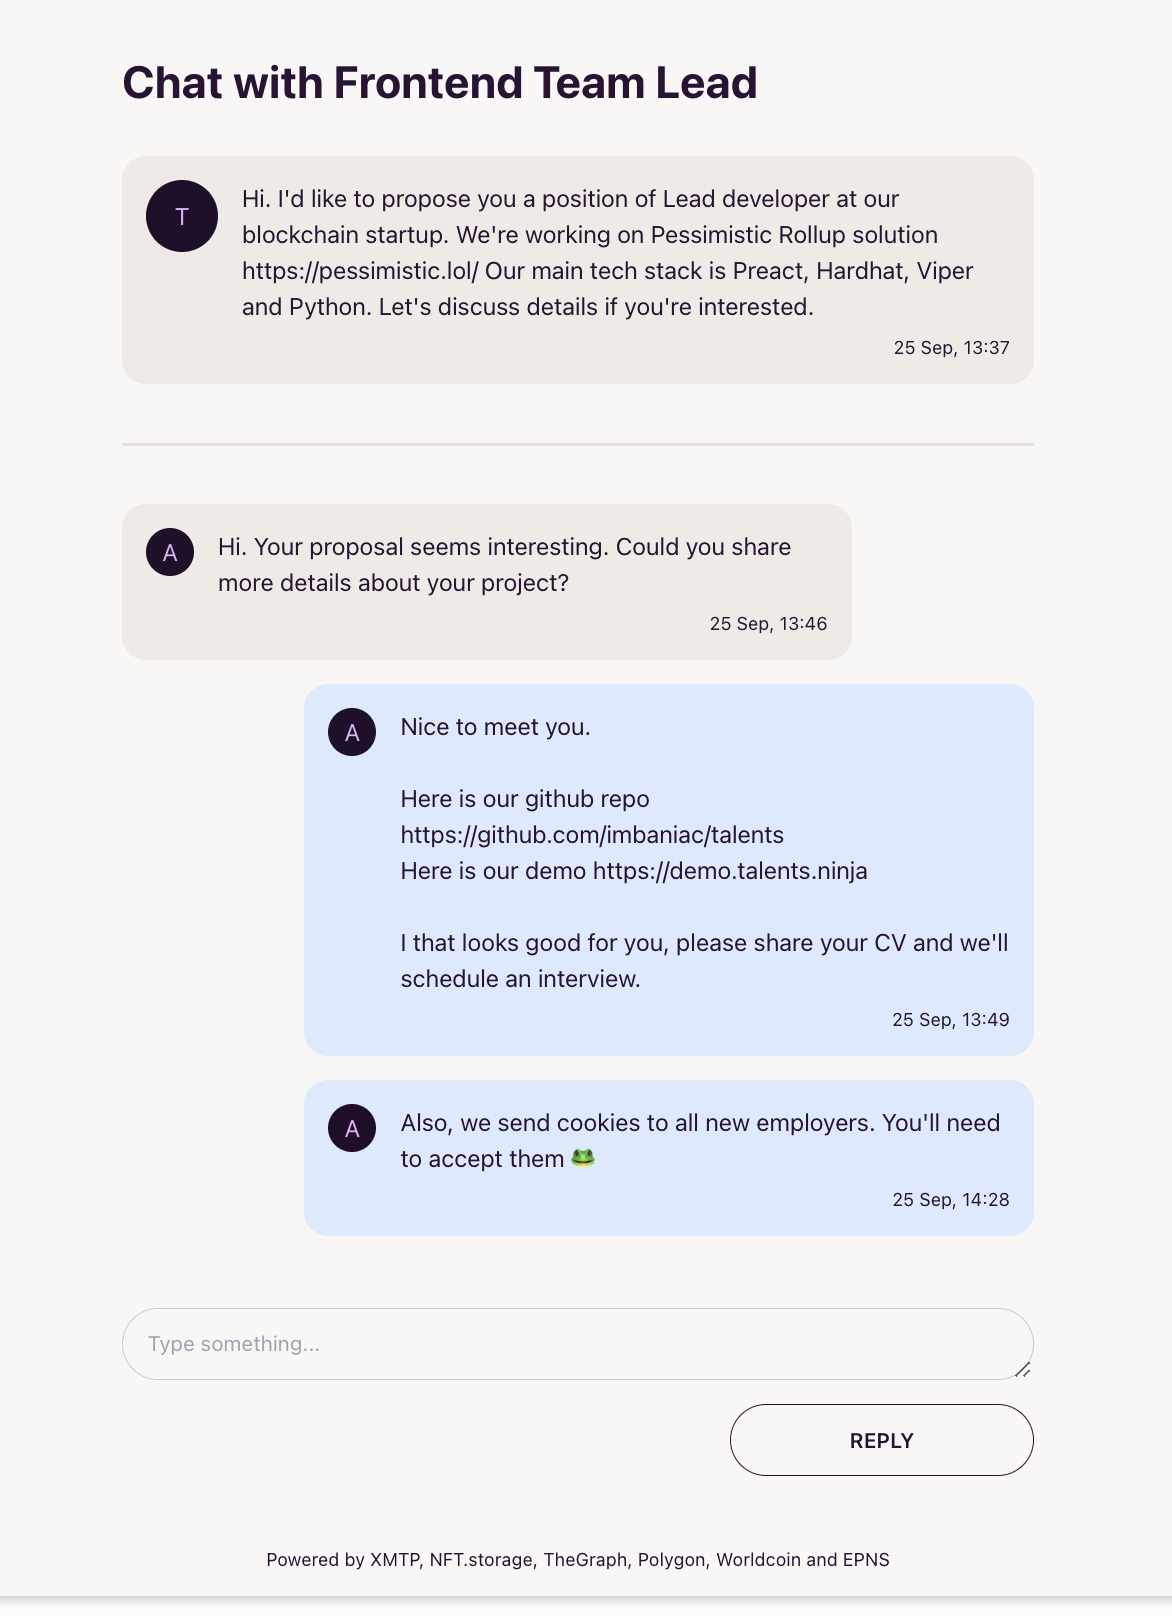 Chat with Frontend Team Lead
T
Hi. I'd like to propose you a position of Lead developer at our
blockchain startup. We're working on Pessimistic Rollup solution
https://pessimistic.lol/ Our main tech stack is Preact, Hardhat, Viper
and Python. Let's discuss details if you're interested.
25 Sep, 13:37
A
Hi. Your proposal seems interesting. Could you share
more details about your project?
25 Sep, 13:46
A
Nice to meet you.
Here is our github repo
https://github.com/imbaniac/talents
Here is our demo https://demo.talents.ninja
I that looks good for you, please share your CV and we'll
schedule an interview.
25 Sep, 13:49
A
Also, we send cookies to all new employers. You'll need
to accept them 🐸
25 Sep, 14:28
Type something...
REPLY
Powered by XMTP, NFT.storage, TheGraph, Polygon, Worldcoin and EPNS